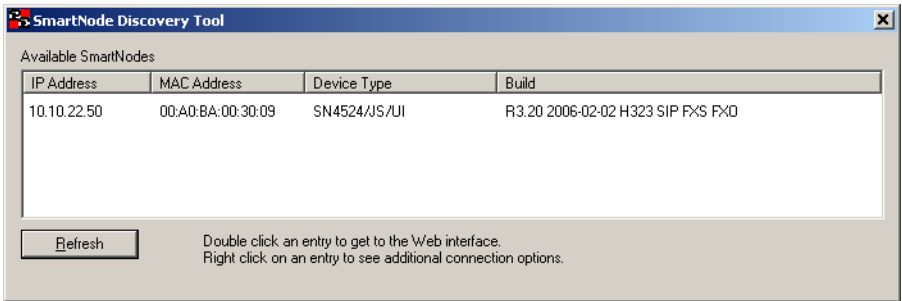 SmartNode Discovery Tool
Available SmartNodes
IP Address MAC Address Device Type Build
10.10.22.50 00:A0:BA:00:30:09 SN4524/JS/UI R3.20 2006-02-02 H323 SIP FXS FXO
Refresh
Double click an entry to get to the Web interface.
Right click on an entry to see additional connection options.